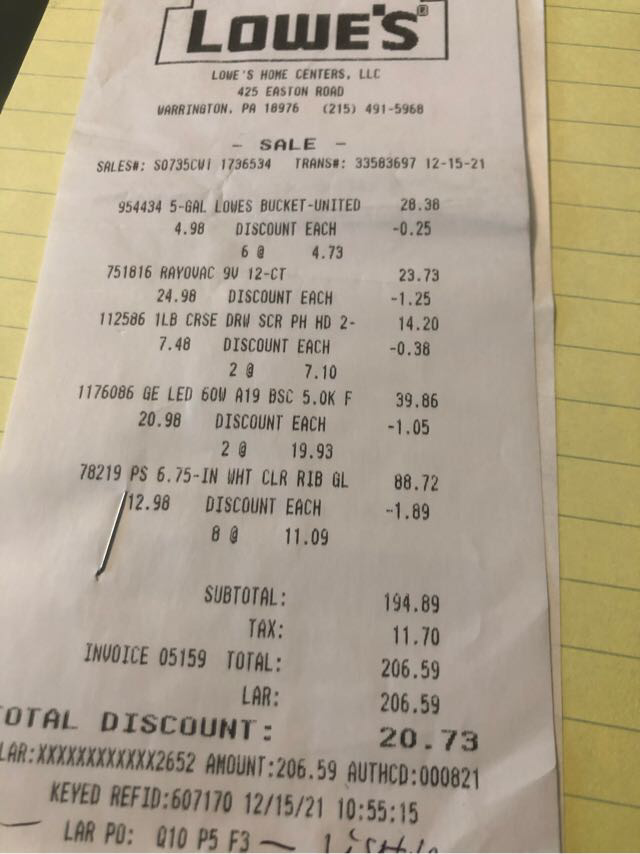 LOWE'S®
LOWE'S HOME CENTERS, LLC
425 EASTON ROAD
WARRINGTON, PA 18976 (215) 491-5968
- SALE -
SALES#: S0735CW1 1736534 TRANS#: 33583697 12-15-21
954434 5-GAL LOWES BUCKET-UNITED 28.38
4.98 DISCOUNT EACH -0.25
6 @ 4.73
751816 RAYOVAC 9V 12-CT 23.73
24.98 DISCOUNT EACH -1.25
112586 1LB CRSE DRW SCR PH HD 2- 14.20
7.48 DISCOUNT EACH -0.38
2 @ 7.10
1176086 GE LED 60W A19 BSC 5.0K F 39.86
20.98 DISCOUNT EACH -1.05
2 @ 19.93
78219 PS 6.75-IN WHT CLR RIB GL 88.72
12.98 DISCOUNT EACH -1.89
8 @ 11.09
SUBTOTAL: 194.89
TAX: 11.70
INVOICE 05159 TOTAL: 206.59
LAR: 206.59
OTAL DISCOUNT: 20.73
LAR:XXXXXXXXXXXX2652 AMOUNT:206.59 AUTHCD:000821
KEYED REFID:607170 12/15/21 10:55:15
LAR PO: Q10 P5 F3